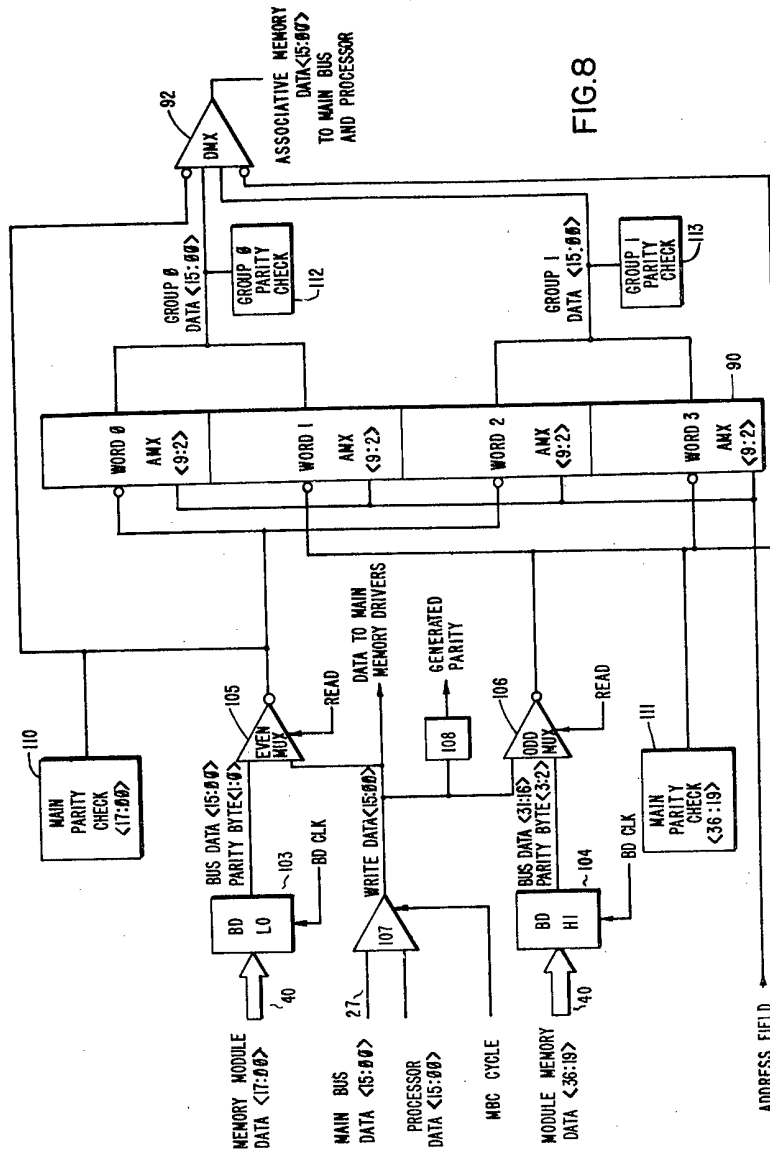 110
MAIN
PARITY
CHECK
<17:00>
MEMORY MODULE
DATA <17:00>
40
BD
LO
103
BD CLK
BUS DATA <15:00>
PARITY BYTE <1:0>
105
EVEN
MUX
READ
MAIN BUS
DATA <15:00>
27
PROCESSOR
DATA <15:00>
107
MBC CYCLE
WRITE DATA <15:00>
DATA TO MAIN
MEMORY DRIVERS
108
GENERATED
PARITY
MODULE MEMORY
DATA <36:19>
40
BD
HI
104
BD CLK
BUS DATA <31:16>
PARITY BYTE <3:2>
106
ODD
MUX
READ
111
MAIN
PARITY
CHECK
<36:19>
ADDRESS FIELD
WORD 0
AMX
<9:2>
WORD 1
AMX
<9:2>
WORD 2
AMX
<9:2>
WORD 3
AMX
<9:2>
90
GROUP 0
DATA <15:00>
GROUP 0
PARITY
CHECK
112
GROUP 1
DATA <15:00>
GROUP 1
PARITY
CHECK
113
92
DMX
ASSOCIATIVE MEMORY
DATA <15:00>
TO MAIN BUS
AND PROCESSOR
FIG.8